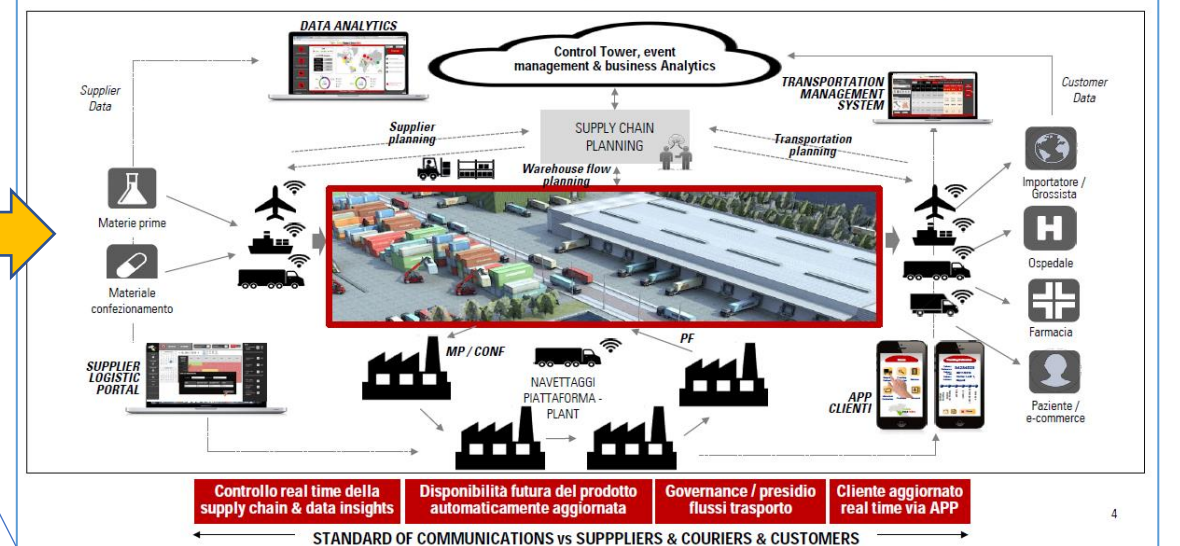 DATA ANALYTICS
Control Tower, event
management & business Analytics
TRANSPORTATION
MANAGEMENT
SYSTEM
Supplier
Data
Customer
Data
Supplier
planning
SUPPLY CHAIN
PLANNING
Transportation
planning
Warehouse flow
planning
Materie prime
Importatore /
Grossista
H
Ospedale
Materiale
confezionamento
Farmacia
MP / CONF
PF
SUPPLIER
LOGISTIC
PORTAL
NAVETTAGGI
PIATTAFORMA -
PLANT
APP
CLIENTI
Paziente /
e-commerce
Controllo real time della
supply chain & data insights
Disponibilità futura del prodotto
automaticamente aggiornata
Governance / presidio
flussi trasporto
Cliente aggiornato
real time via APP
4
STANDARD OF COMMUNICATIONS vs SUPPPLIERS & COURIERS & CUSTOMERS